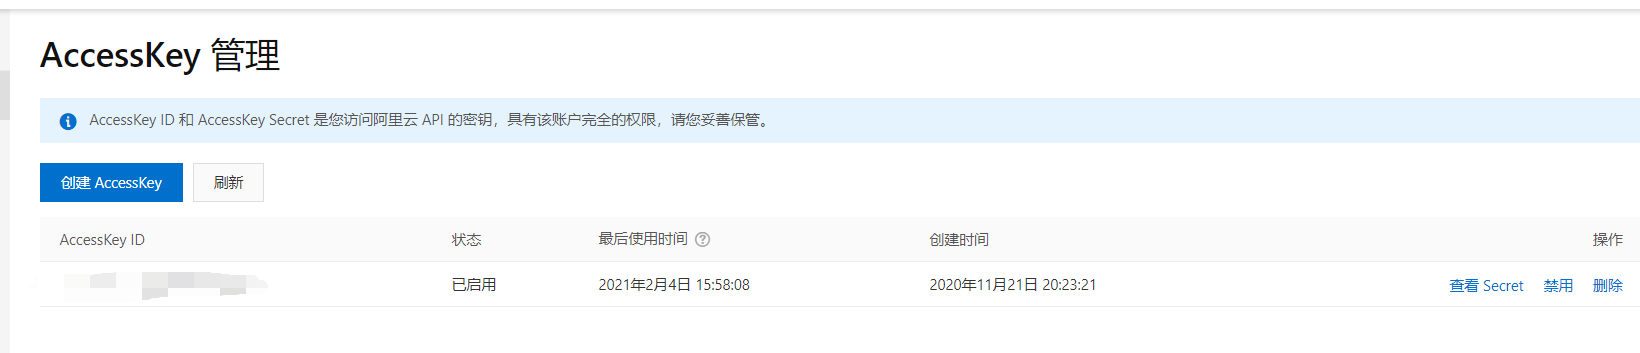 AccessKey 管理
AccessKey ID 和 AccessKey Secret 是您访问阿里云 API 的密钥，具有该账户完全的权限，请您妥善保管。
创建 AccessKey 刷新
AccessKey ID 状态 最后使用时间 创建时间 操作
已启用 2021年2月4日 15:58:08 2020年11月21日 20:23:21 查看 Secret 禁用 删除